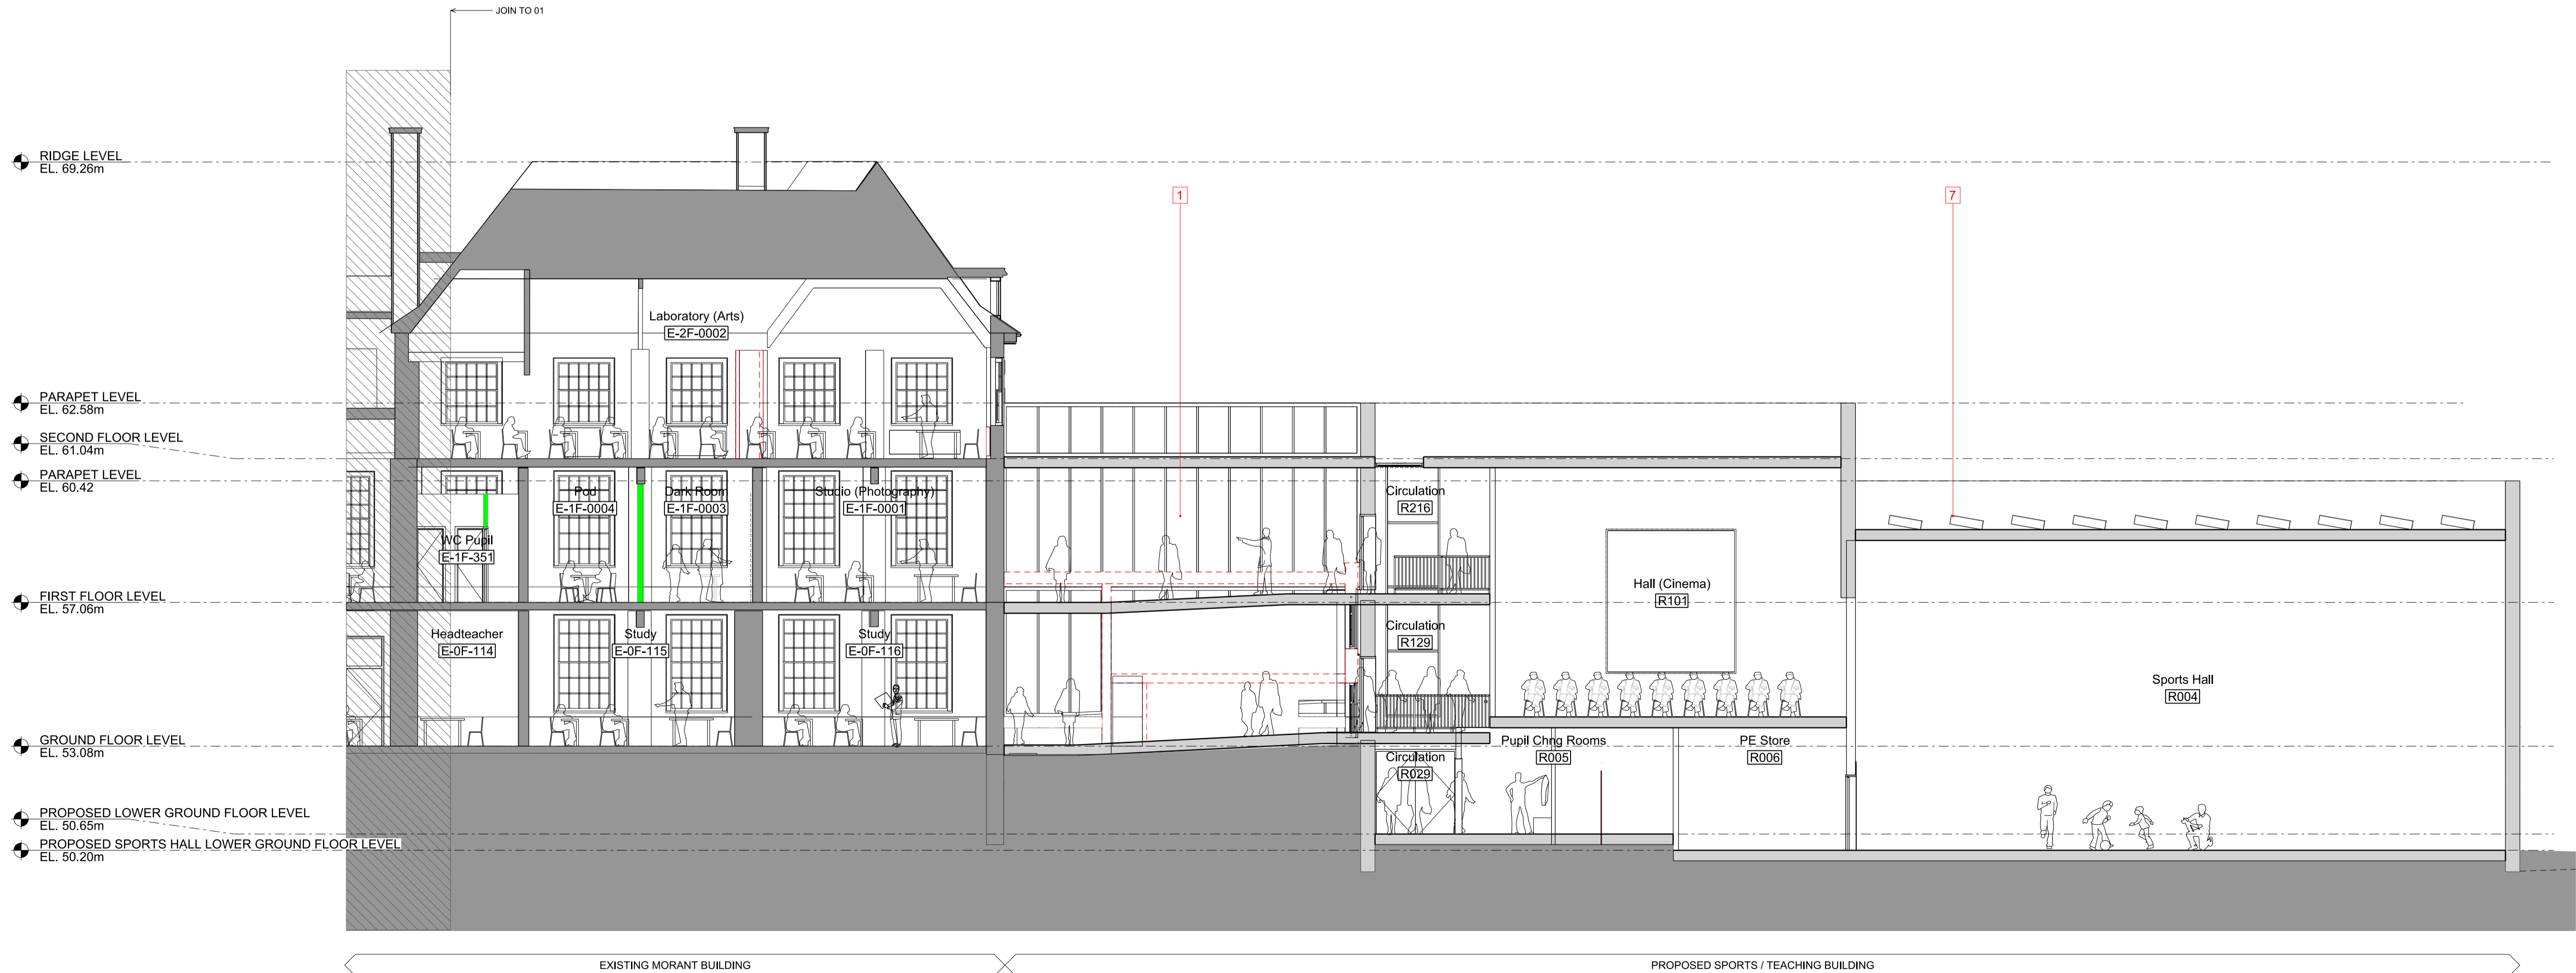 JOIN TO 01
RIDGE LEVEL
EL. 69.26m
1
7
Laboratory (Arts)
E-2F-0002
PARAPET LEVEL
EL. 62.58m
SECOND FLOOR LEVEL
EL. 61.04m
PARAPET LEVEL
EL. 60.42
Pod
E-1F-0004
Dark Room
E-1F-0003
Studio (Photography)
E-1F-0001
Circulation
R216
WC Pupil
E-1F-351
Hall (Cinema)
R101
FIRST FLOOR LEVEL
EL. 57.06m
Headteacher
E-0F-114
Study
E-0F-115
Study
E-0F-116
Circulation
R129
Sports Hall
R004
GROUND FLOOR LEVEL
EL. 53.08m
Circulation
R029
Pupil Chng Rooms
R005
PE Store
R006
PROPOSED LOWER GROUND FLOOR LEVEL
EL. 50.65m
PROPOSED SPORTS HALL LOWER GROUND FLOOR LEVEL
EL. 50.20m
EXISTING MORANT BUILDING
PROPOSED SPORTS / TEACHING BUILDING